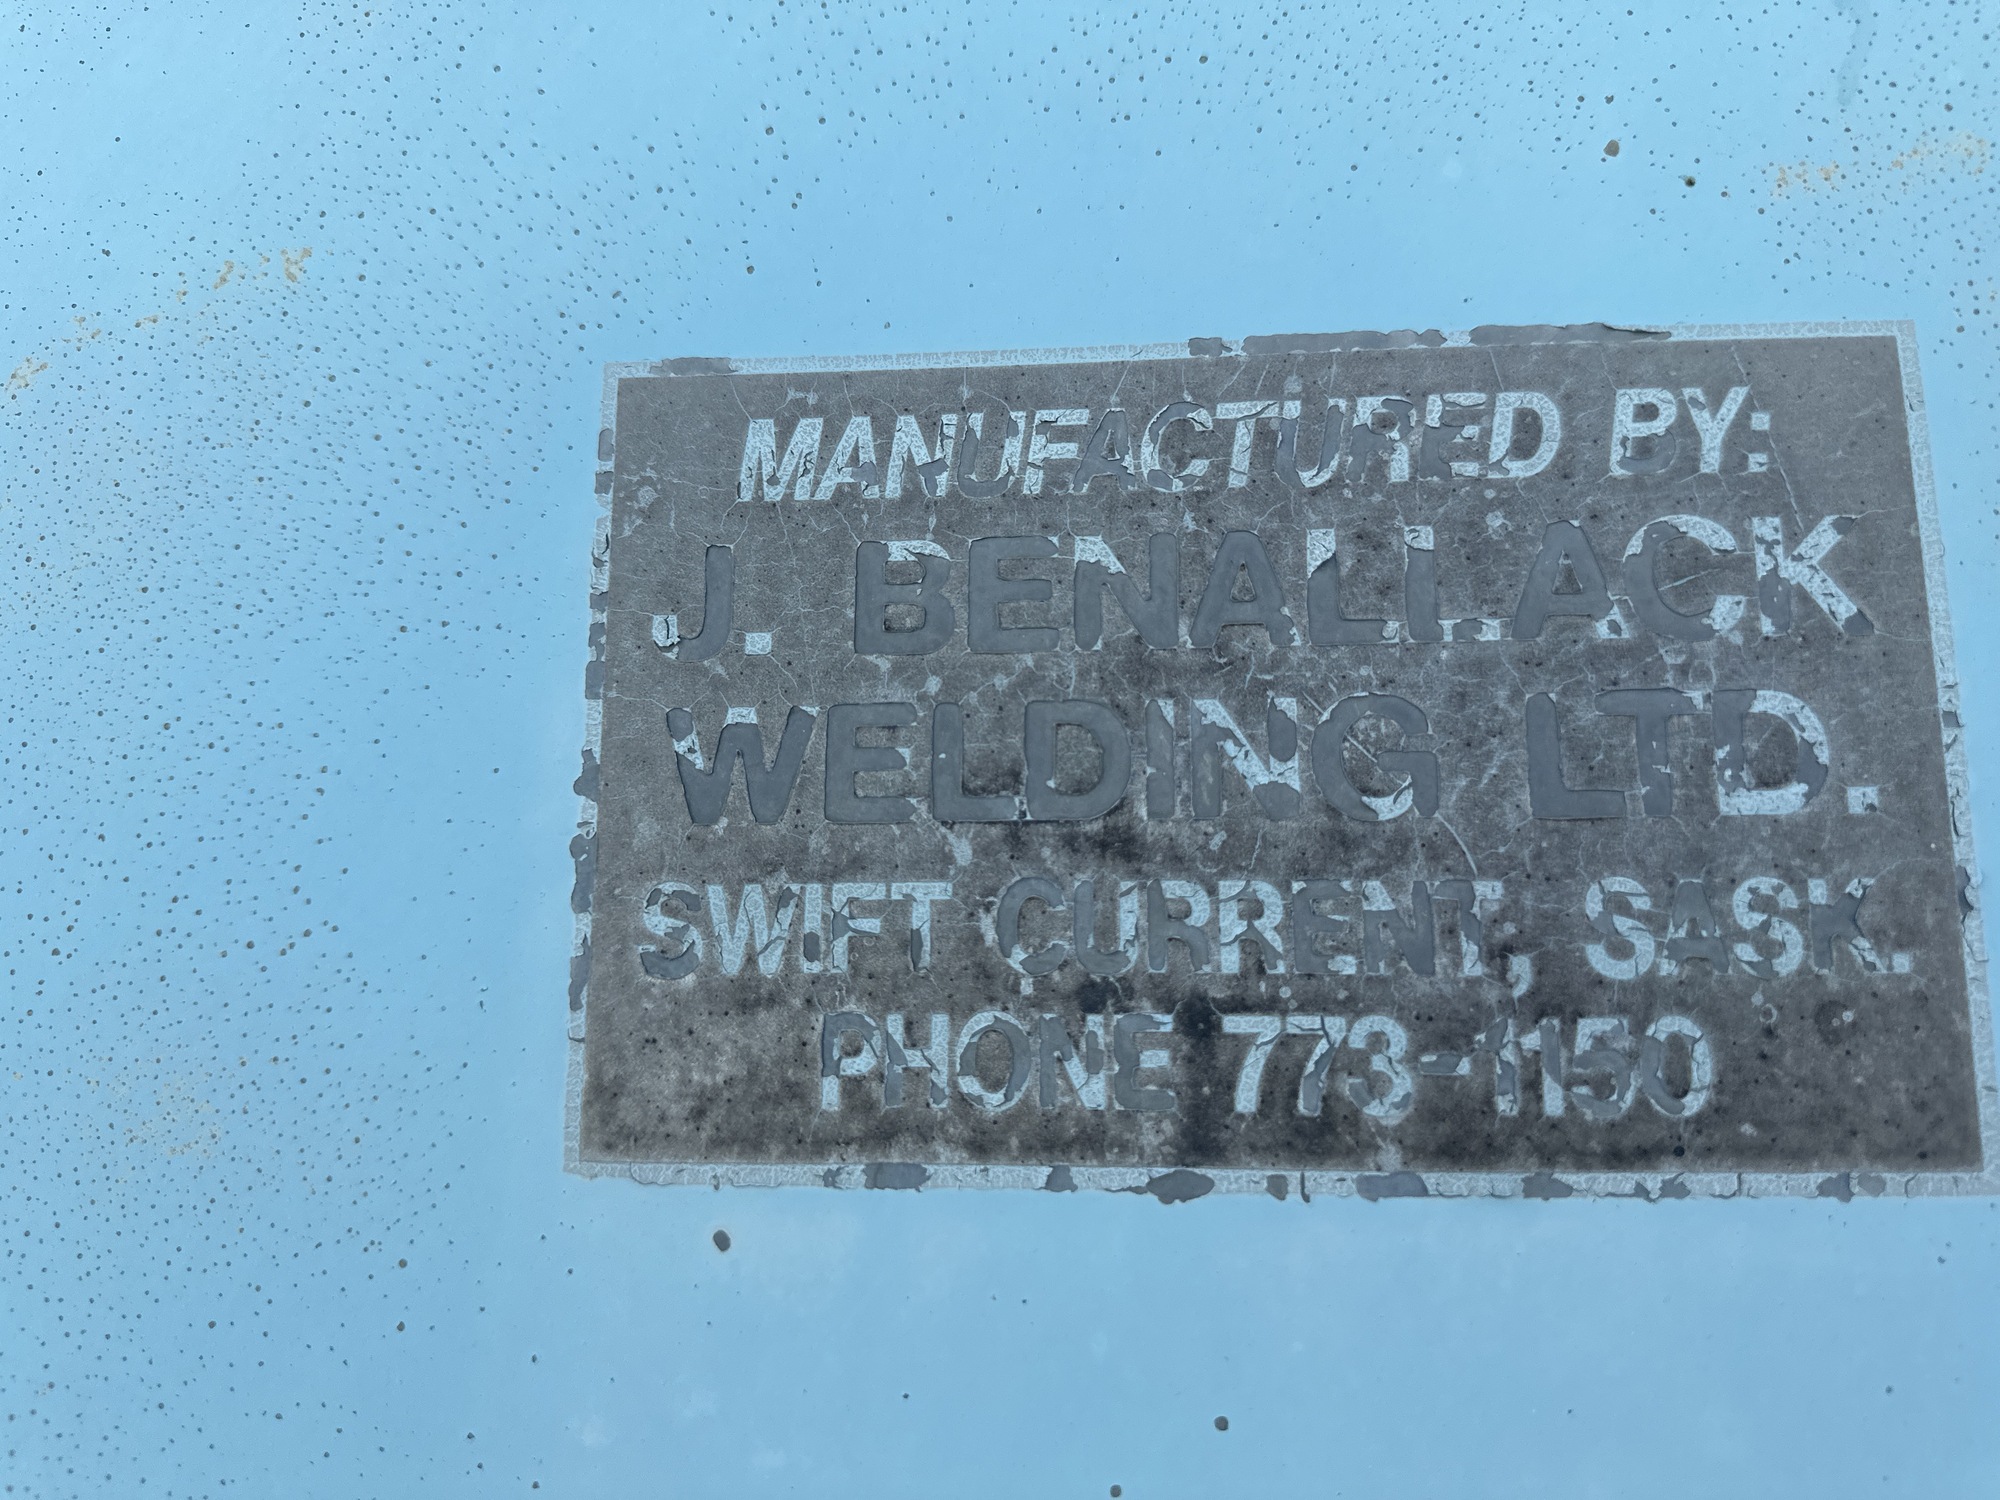 MANUFACTURED BY:
J. BENALLACK
WELDING LTD.
SWIFT CURRENT, SASK.
PHONE 773-1150